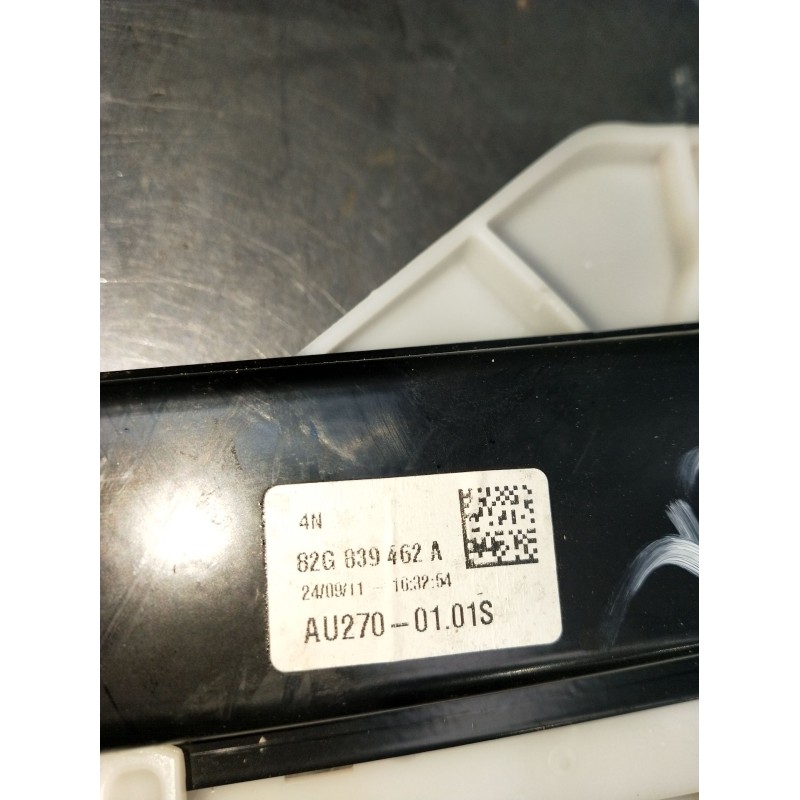 4N
82G 839 462 A
24/09/11 - 16:32:54
AU270-01.01S